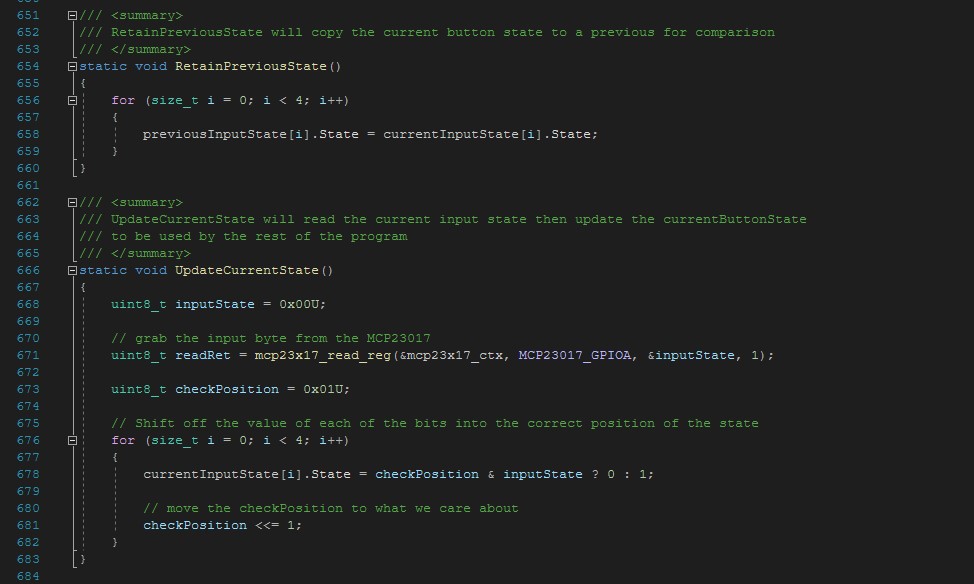 651 /// <summary>
652 /// RetainPreviousState will copy the current button state to a previous for comparison
653 /// </summary>
654 static void RetainPreviousState()
655 {
656 for (size_t i = 0; i < 4; i++)
657 {
658 previousInputState[i].State = currentInputState[i].State;
659 }
660 }
661
662 /// <summary>
663 /// UpdateCurrentState will read the current input state then update the currentButtonState
664 /// to be used by the rest of the program
665 /// </summary>
666 static void UpdateCurrentState()
667 {
668 uint8_t inputState = 0x00U;
669
670 // grab the input byte from the MCP23017
671 uint8_t readRet = mcp23x17_read_reg(&mcp23x17_ctx, MCP23017_GPIOA, &inputState, 1);
672
673 uint8_t checkPosition = 0x01U;
674
675 // Shift off the value of each of the bits into the correct position of the state
676 for (size_t i = 0; i < 4; i++)
677 {
678 currentInputState[i].State = checkPosition & inputState ? 0 : 1;
679
680 // move the checkPosition to what we care about
681 checkPosition <<= 1;
682 }
683 }
684